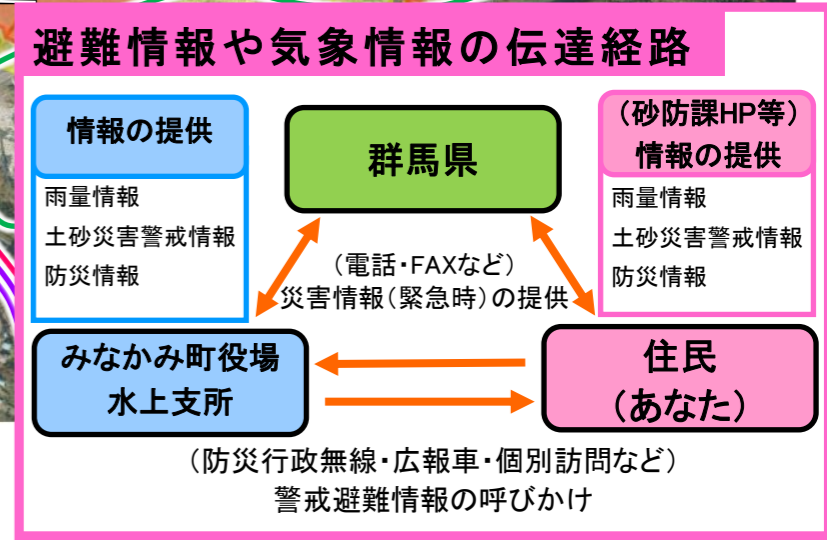 避難情報や気象情報の伝達経路
情報の提供
雨量情報
土砂災害警戒情報
防災情報
群馬県
(砂防課HP等)
情報の提供
雨量情報
土砂災害警戒情報
防災情報
(電話・FAXなど)
災害情報(緊急時)の提供
みなかみ町役場
水上支所
住民
(あなた)
(防災行政無線・広報車・個別訪問など)
警戒避難情報の呼びかけ